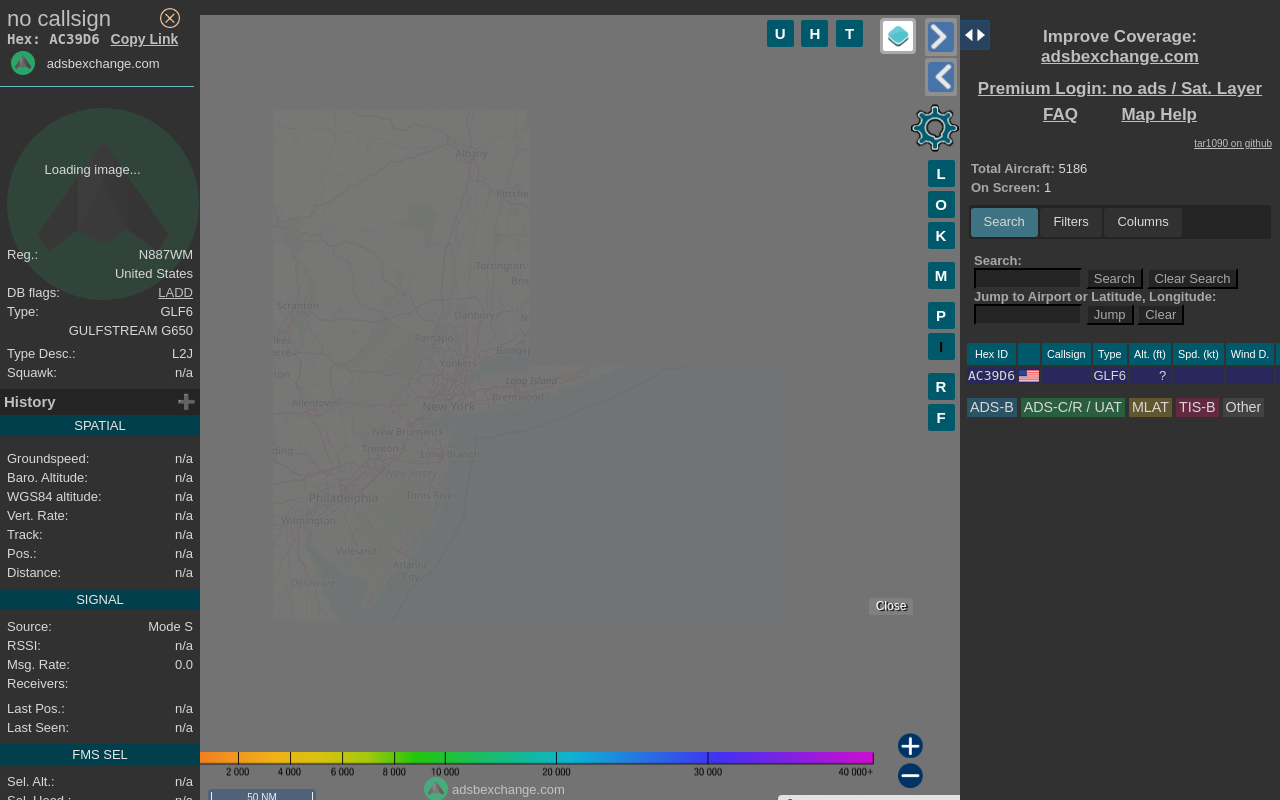 no callsign
Hex: AC39D6 Copy Link
adsbexchange.com
Loading image...
Reg.: N887WM
United States
DB flags: LADD
Type: GLF6
GULFSTREAM G650
Type Desc.: L2J
Squawk: n/a
History
SPATIAL
Groundspeed: n/a
Baro. Altitude: n/a
WGS84 altitude: n/a
Vert. Rate: n/a
Track: n/a
Pos.: n/a
Distance: n/a
SIGNAL
Source: Mode S
RSSI: n/a
Msg. Rate: 0.0
Receivers:
Last Pos.: n/a
Last Seen: n/a
FMS SEL
Sel. Alt.: n/a
Sel. Head.: n/a
U H T
L
O
K
M
P
I
R
F
Albany
Pittsfie
Torrington
Bris
Scranton
Danbury
Ramapo
Bridgep
Yonkers
Long Island
Brentwood
Allentown
New York
New Brunswick
Trenton
Long Branch
New Jersey
Philadelphia
Toms River
Wilmington
Vineland
Atlantic
City
Delaware
Close
2 000 4 000 6 000 8 000 10 000 20 000 30 000 40 000+
adsbexchange.com
50 NM
Improve Coverage:
adsbexchange.com
Premium Login: no ads / Sat. Layer
FAQ Map Help
tar1090 on github
Total Aircraft: 5186
On Screen: 1
Search Filters Columns
Search:
Search Clear Search
Jump to Airport or Latitude, Longitude:
Jump Clear
Hex ID Callsign Type Alt. (ft) Spd. (kt) Wind D.
AC39D6 GLF6 ?
ADS-B ADS-C/R / UAT MLAT TIS-B Other